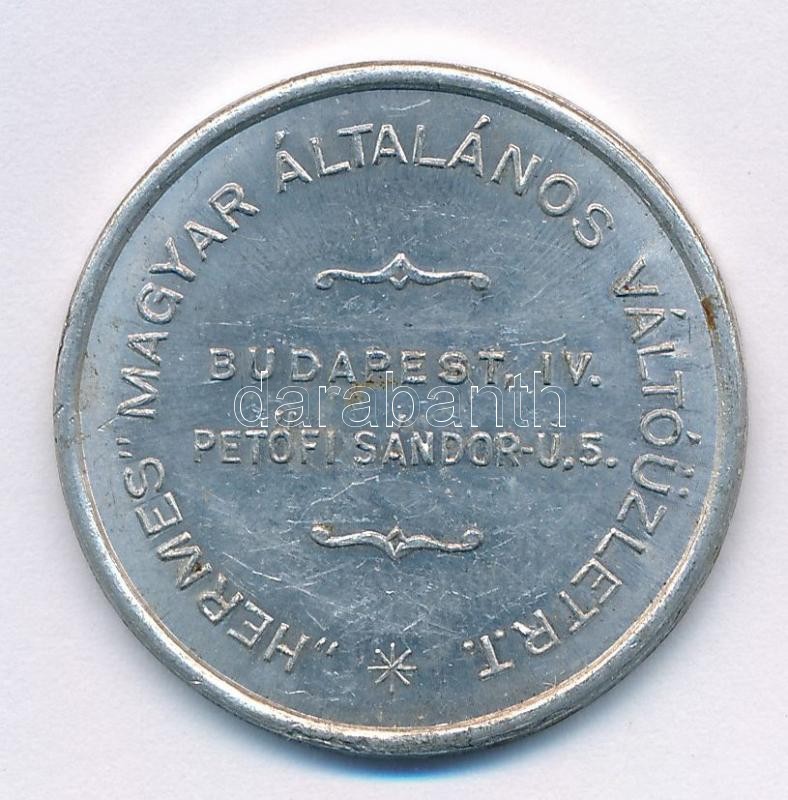 „HERMES” MAGYAR ÁLTALÁNOS VÁLTÓÜZLET R.T.
BUDAPEST, IV.
darabanth
PETŐFI SÁNDOR-U. 5.